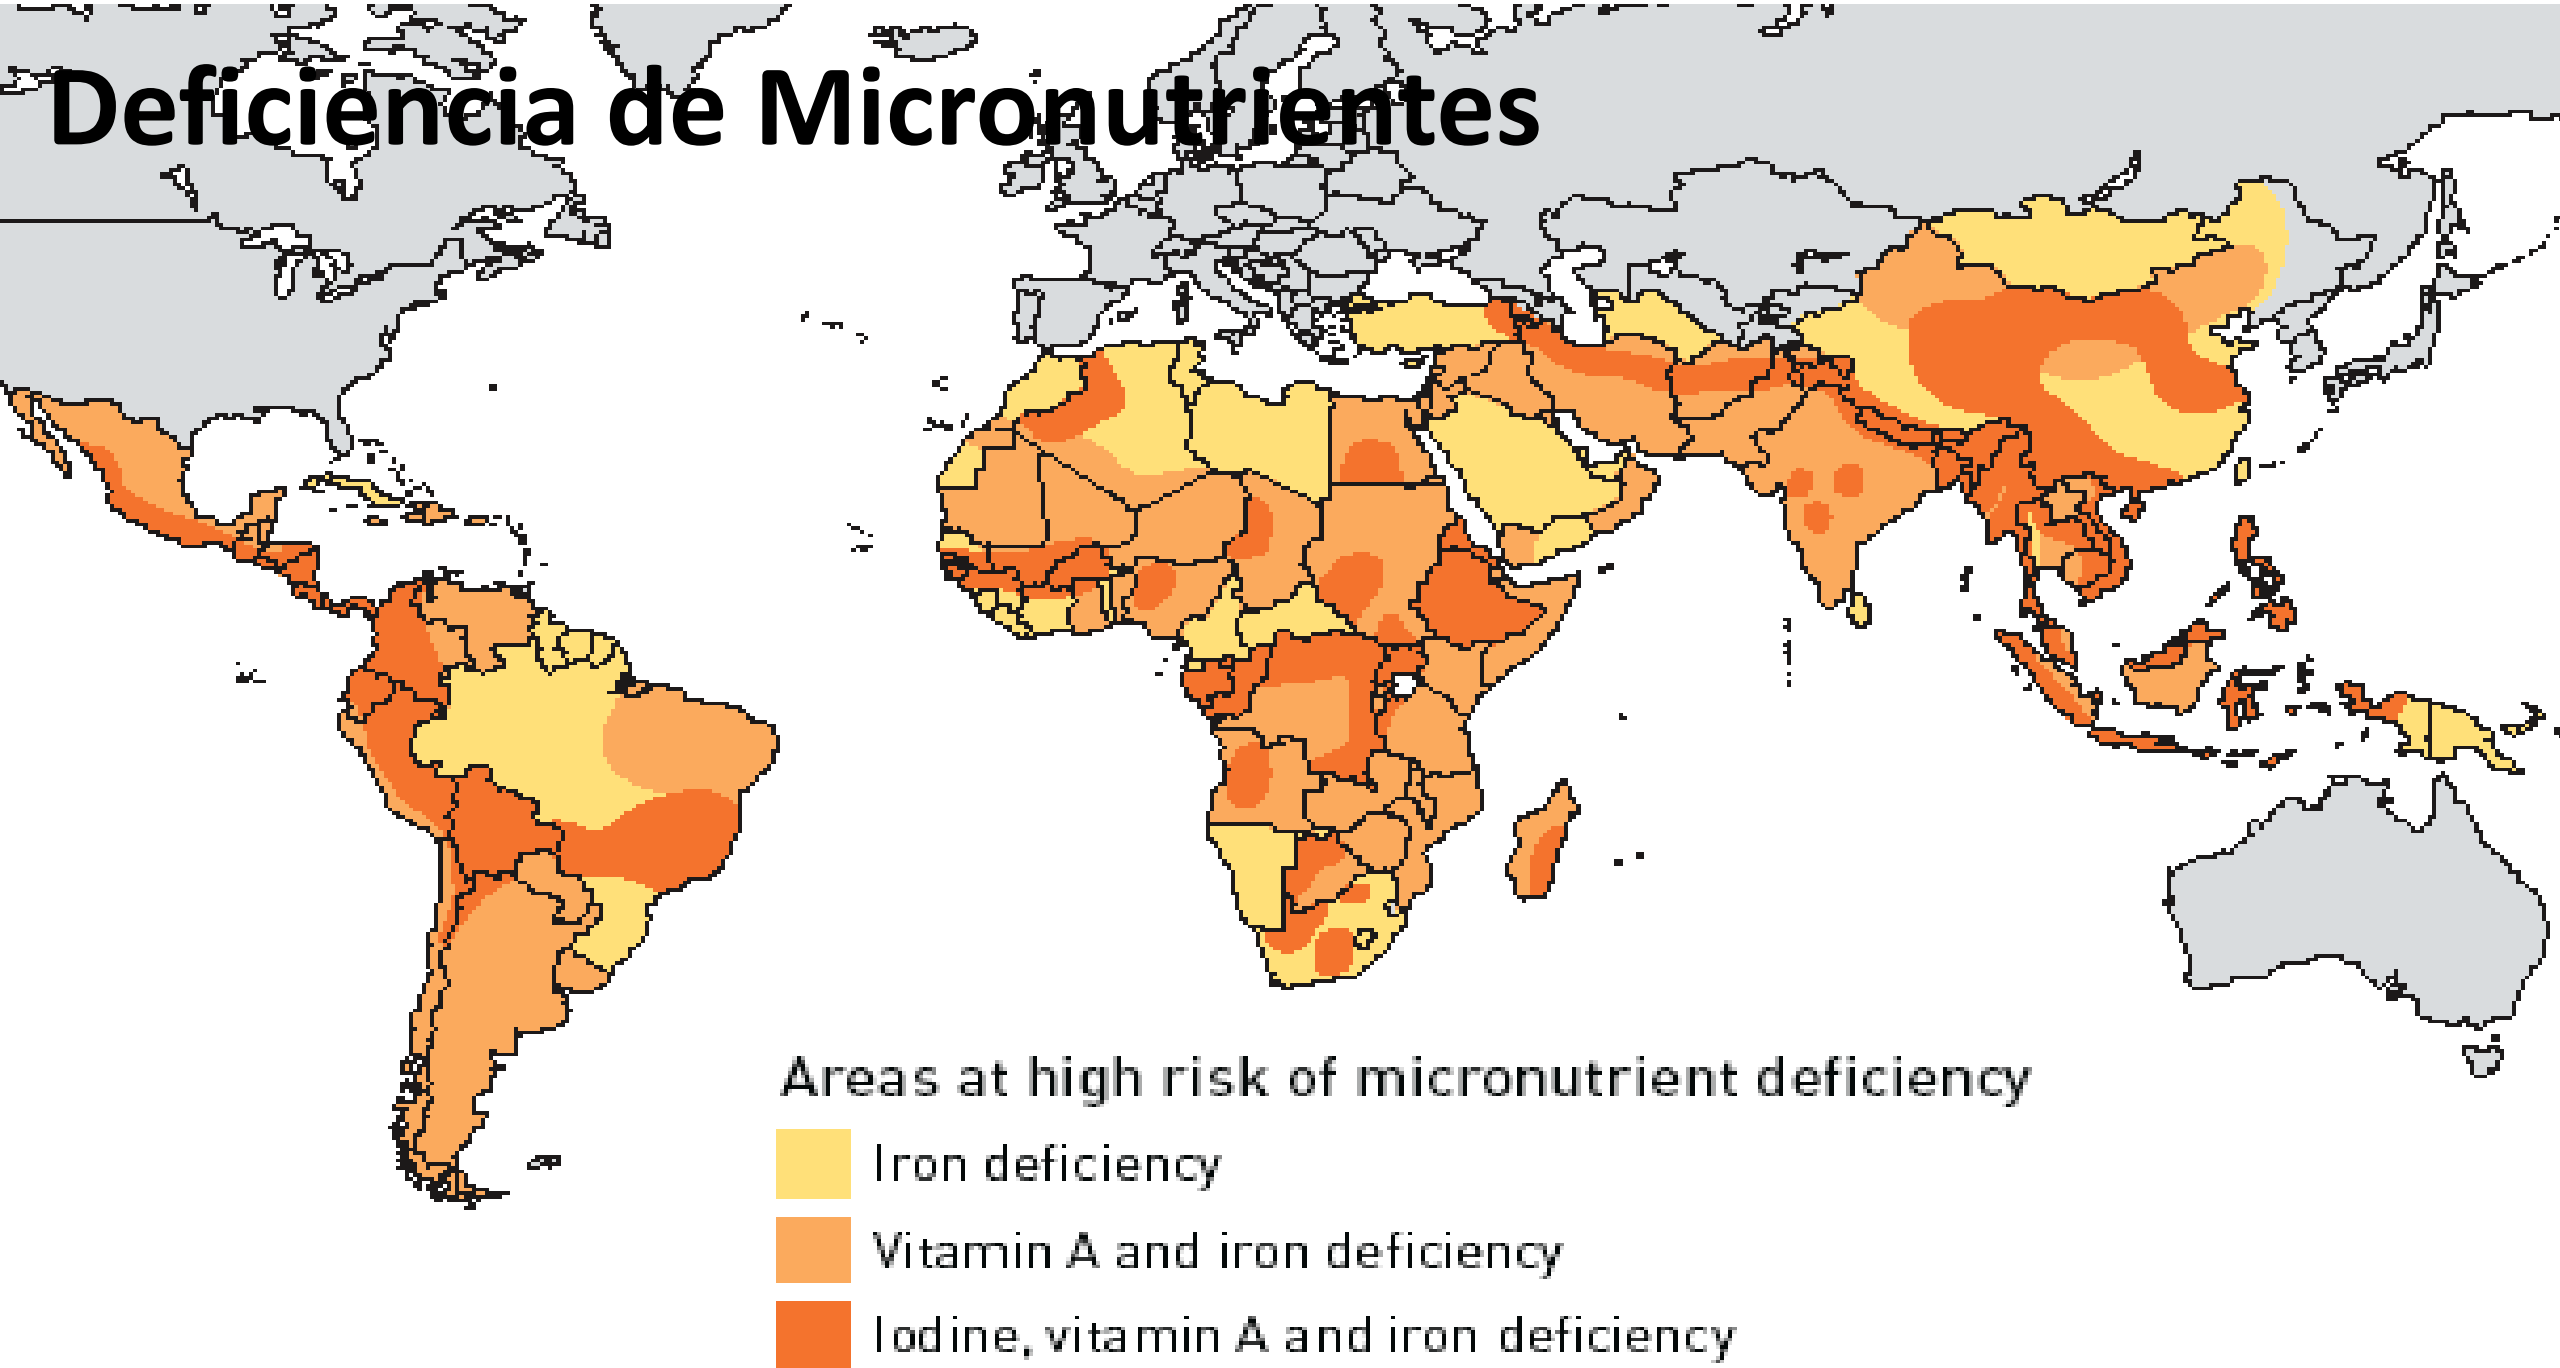 Deficiencia de Micronutrientes
Areas at high risk of micronutrient deficiency
Iron deficiency
Vitamin A and iron deficiency
Iodine, vitamin A and iron deficiency